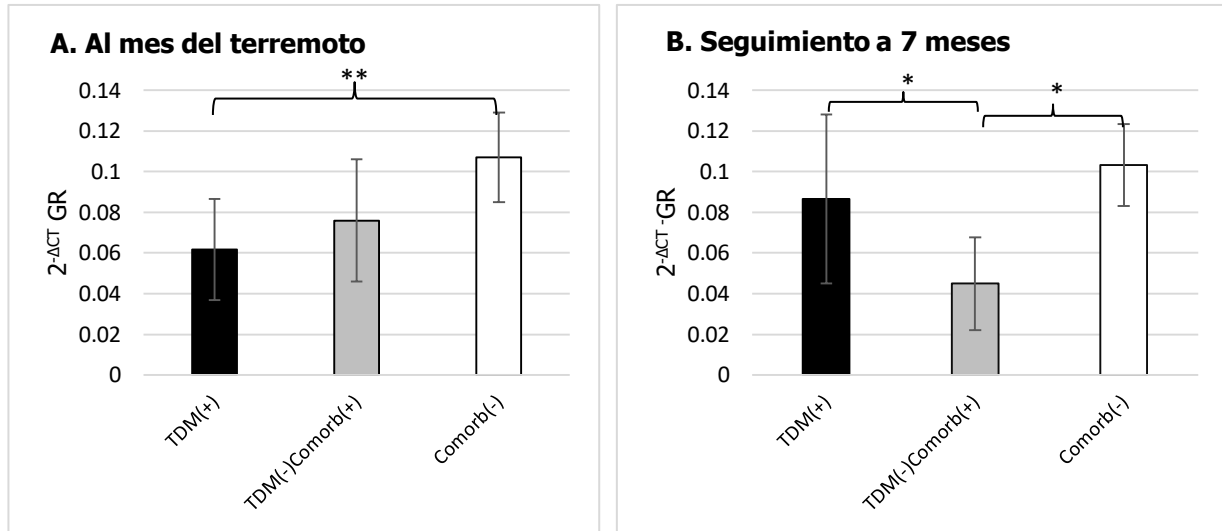 A. Al mes del terremoto
**
0.14
0.12
0.1
0.08
0.06
0.04
0.02
0
2-ΔCT GR
TDM(+)
TDM(-)Comorb(+)
Comorb(-)
B. Seguimiento a 7 meses
*
*
0.14
0.12
0.1
0.08
0.06
0.04
0.02
0
2-ΔCT -GR
TDM(+)
TDM(-)Comorb(+)
Comorb(-)